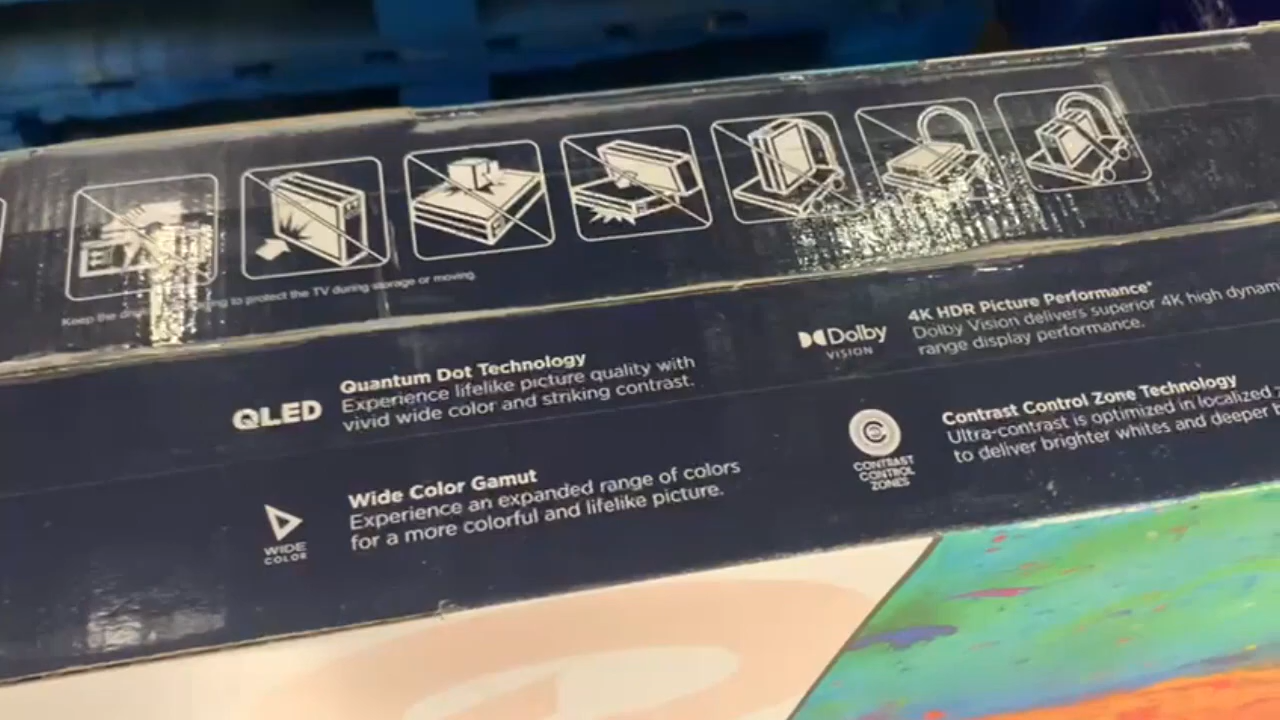 Keep the ing to protect the TV during storage or moving.
QLED
Quantum Dot Technology
Experience lifelike picture quality with
vivid wide color and striking contrast.
Dolby
VISION
4K HDR Picture Performance*
Dolby Vision delivers superior 4K high dynam
range display performance.
WIDE
COLOR
Wide Color Gamut
Experience an expanded range of colors
for a more colorful and lifelike picture.
CONTRAST
CONTROL
ZONES
Contrast Control Zone Technology
Ultra-contrast is optimized in localized
to deliver brighter whites and deeper